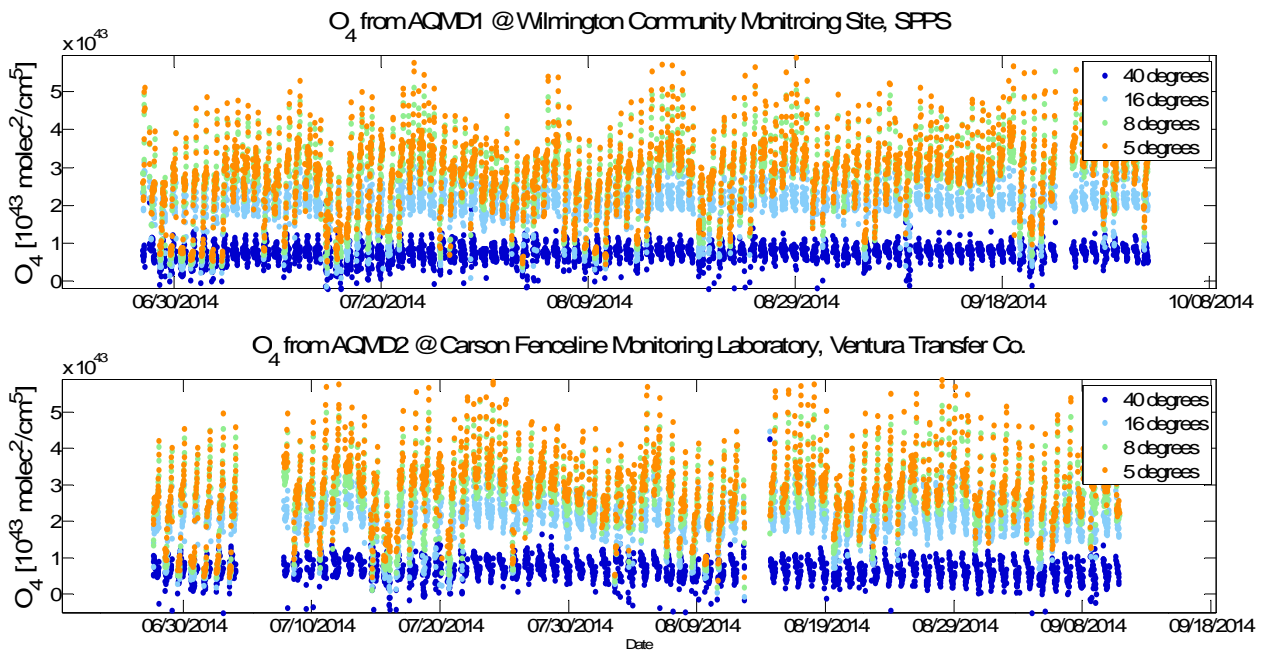 O4 from AQMD1 @ Wilmington Community Monitroing Site, SPPS
x 10^43
O4 [10^43 molec^2/cm^5]
5
4
3
2
1
0
40 degrees
16 degrees
8 degrees
5 degrees
06/30/2014 07/20/2014 08/09/2014 08/29/2014 09/18/2014 10/08/2014
O4 from AQMD2 @ Carson Fenceline Monitoring Laboratory, Ventura Transfer Co.
x 10^43
O4 [10^43 molec^2/cm^5]
5
4
3
2
1
0
40 degrees
16 degrees
8 degrees
5 degrees
06/30/2014 07/10/2014 07/20/2014 07/30/2014 08/09/2014 08/19/2014 08/29/2014 09/08/2014 09/18/2014
Date